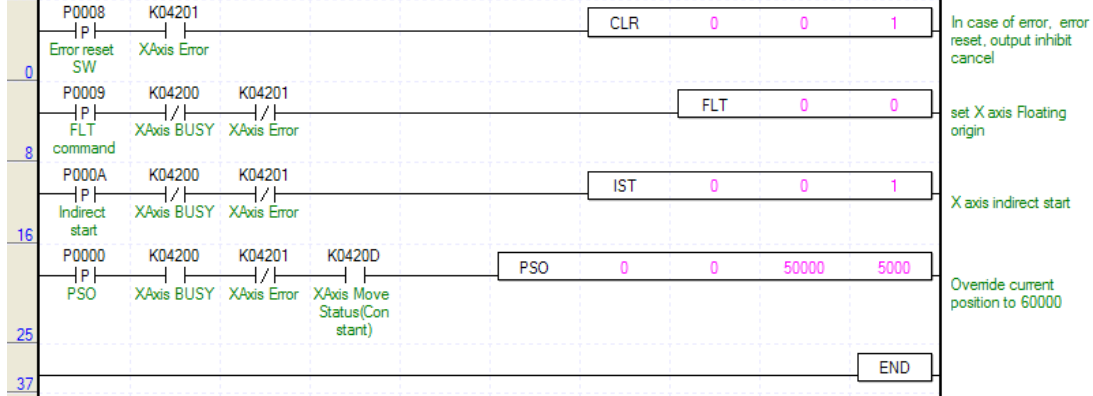 P0008 K04201
P CLR 0 0 1
Error reset SW XAxis Error
In case of error, error reset, output inhibit cancel
0
P0009 K04200 K04201
P FLT 0 0
FLT command XAxis BUSY XAxis Error
set X axis Floating origin
8
P000A K04200 K04201
P IST 0 0 1
Indirect start XAxis BUSY XAxis Error
X axis indirect start
16
P0000 K04200 K04201 K0420D
P PSO 0 0 50000 5000
PSO XAxis BUSY XAxis Error XAxis Move Status(Constant)
Override current position to 60000
25
END
37